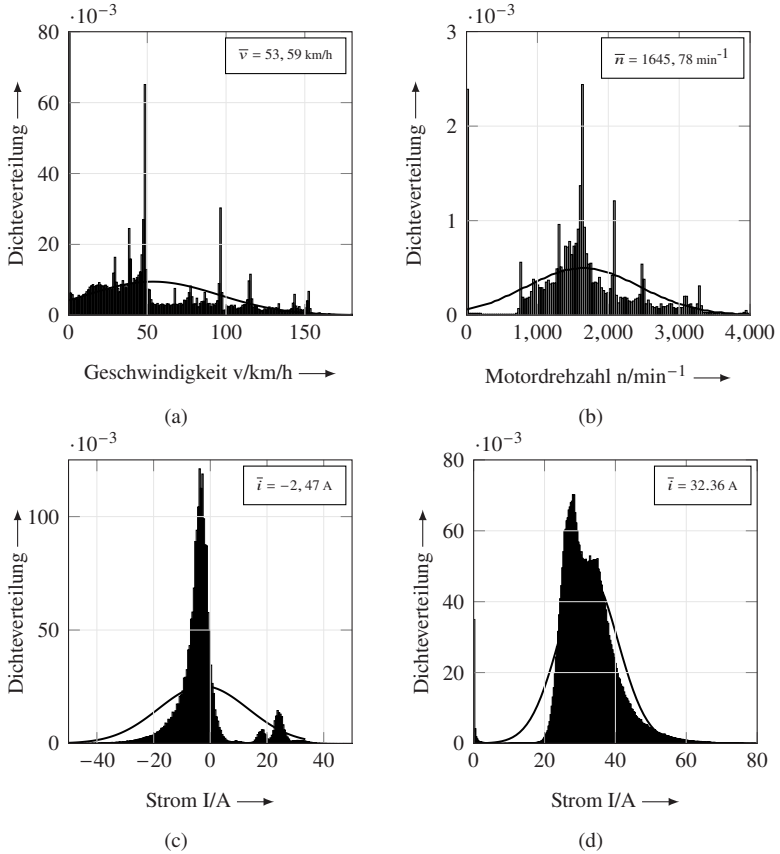 ·10⁻³
80
60
40
20
0
0 50 100 150
v̅ = 53, 59 km/h
Dichteverteilung ⟶
Geschwindigkeit v/km/h ⟶
(a)
·10⁻³
3
2
1
0
0 1,000 2,000 3,000 4,000
n̅ = 1645, 78 min⁻¹
Dichteverteilung ⟶
Motordrehzahl n/min⁻¹ ⟶
(b)
·10⁻³
100
50
0
−40 −20 0 20 40
i̅ = −2, 47 A
Dichteverteilung ⟶
Strom I/A ⟶
(c)
·10⁻³
80
60
40
20
0
0 20 40 60 80
i̅ = 32.36 A
Dichteverteilung ⟶
Strom I/A ⟶
(d)